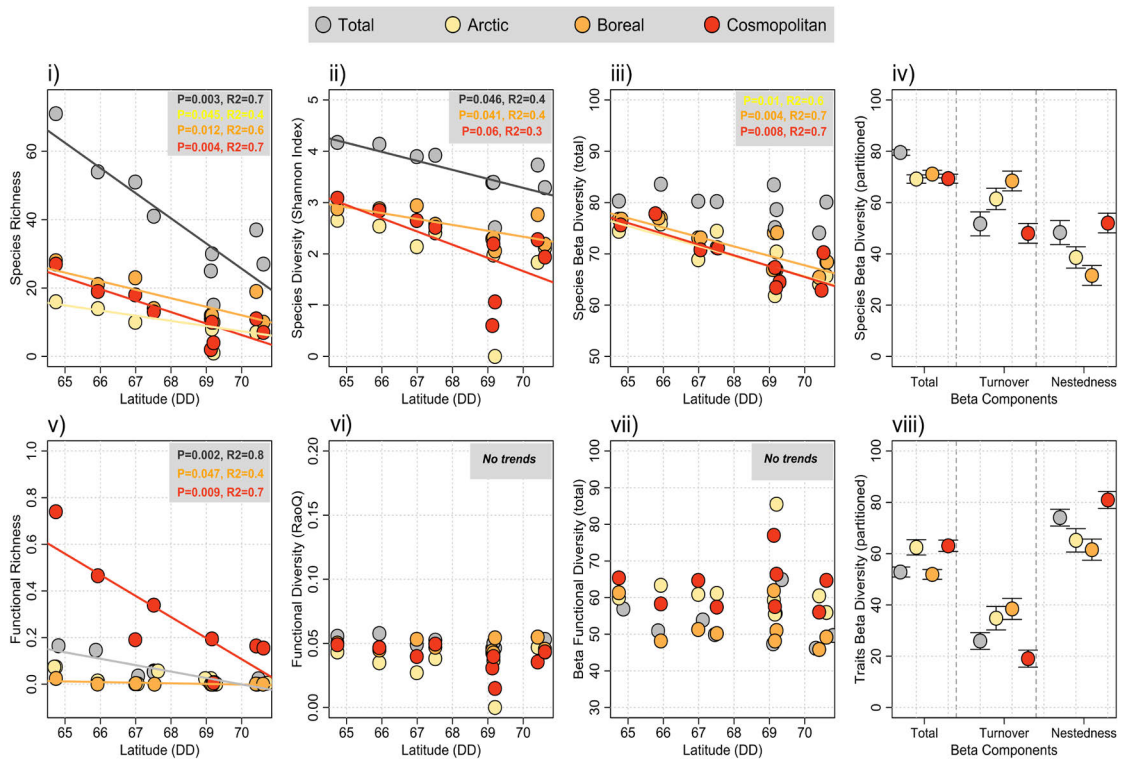 Total Arctic Boreal Cosmopolitan
i)
P=0.003, R2=0.7
P=0.045, R2=0.4
P=0.012, R2=0.6
P=0.004, R2=0.7
Species Richness
0 20 40 60
65 66 67 68 69 70
Latitude (DD)
ii)
P=0.046, R2=0.4
P=0.041, R2=0.4
P=0.06, R2=0.3
Species Diversity (Shannon Index)
0 1 2 3 4 5
65 66 67 68 69 70
Latitude (DD)
iii)
P=0.01, R2=0.6
P=0.004, R2=0.7
P=0.008, R2=0.7
Species Beta Diversity (total)
50 60 70 80 90 100
65 66 67 68 69 70
Latitude (DD)
iv)
Species Beta Diversity (partitioned)
0 20 40 60 80 100
Total Turnover Nestedness
Beta Components
v)
P=0.002, R2=0.8
P=0.047, R2=0.4
P=0.009, R2=0.7
Functional Richness
0.0 0.2 0.4 0.6 0.8 1.0
65 66 67 68 69 70
Latitude (DD)
vi)
No trends
Functional Diversity (RaoQ)
0.00 0.05 0.10 0.15 0.20
65 66 67 68 69 70
Latitude (DD)
vii)
No trends
Beta Functional Diversity (total)
30 40 50 60 70 80 90 100
65 66 67 68 69 70
Latitude (DD)
viii)
Traits Beta Diversity (partitioned)
0 20 40 60 80 100
Total Turnover Nestedness
Beta Components